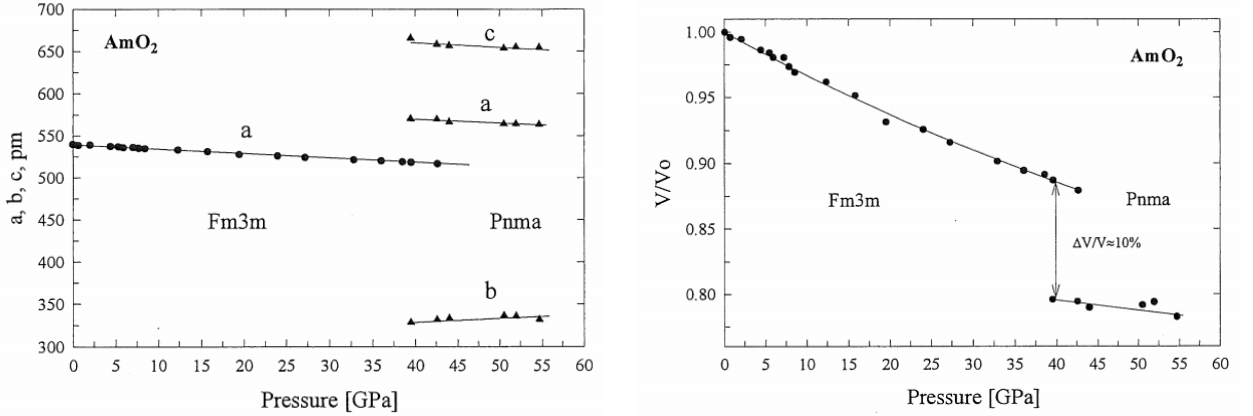 AmO2
a, b, c, pm
700
650
600
550
500
450
400
350
300
c
a
a
b
Fm3m
Pnma
0 5 10 15 20 25 30 35 40 45 50 55 60
Pressure [GPa]
AmO2
V/Vo
1.00
0.95
0.90
0.85
0.80
Fm3m
Pnma
ΔV/V≈10%
0 5 10 15 20 25 30 35 40 45 50 55 60
Pressure [GPa]